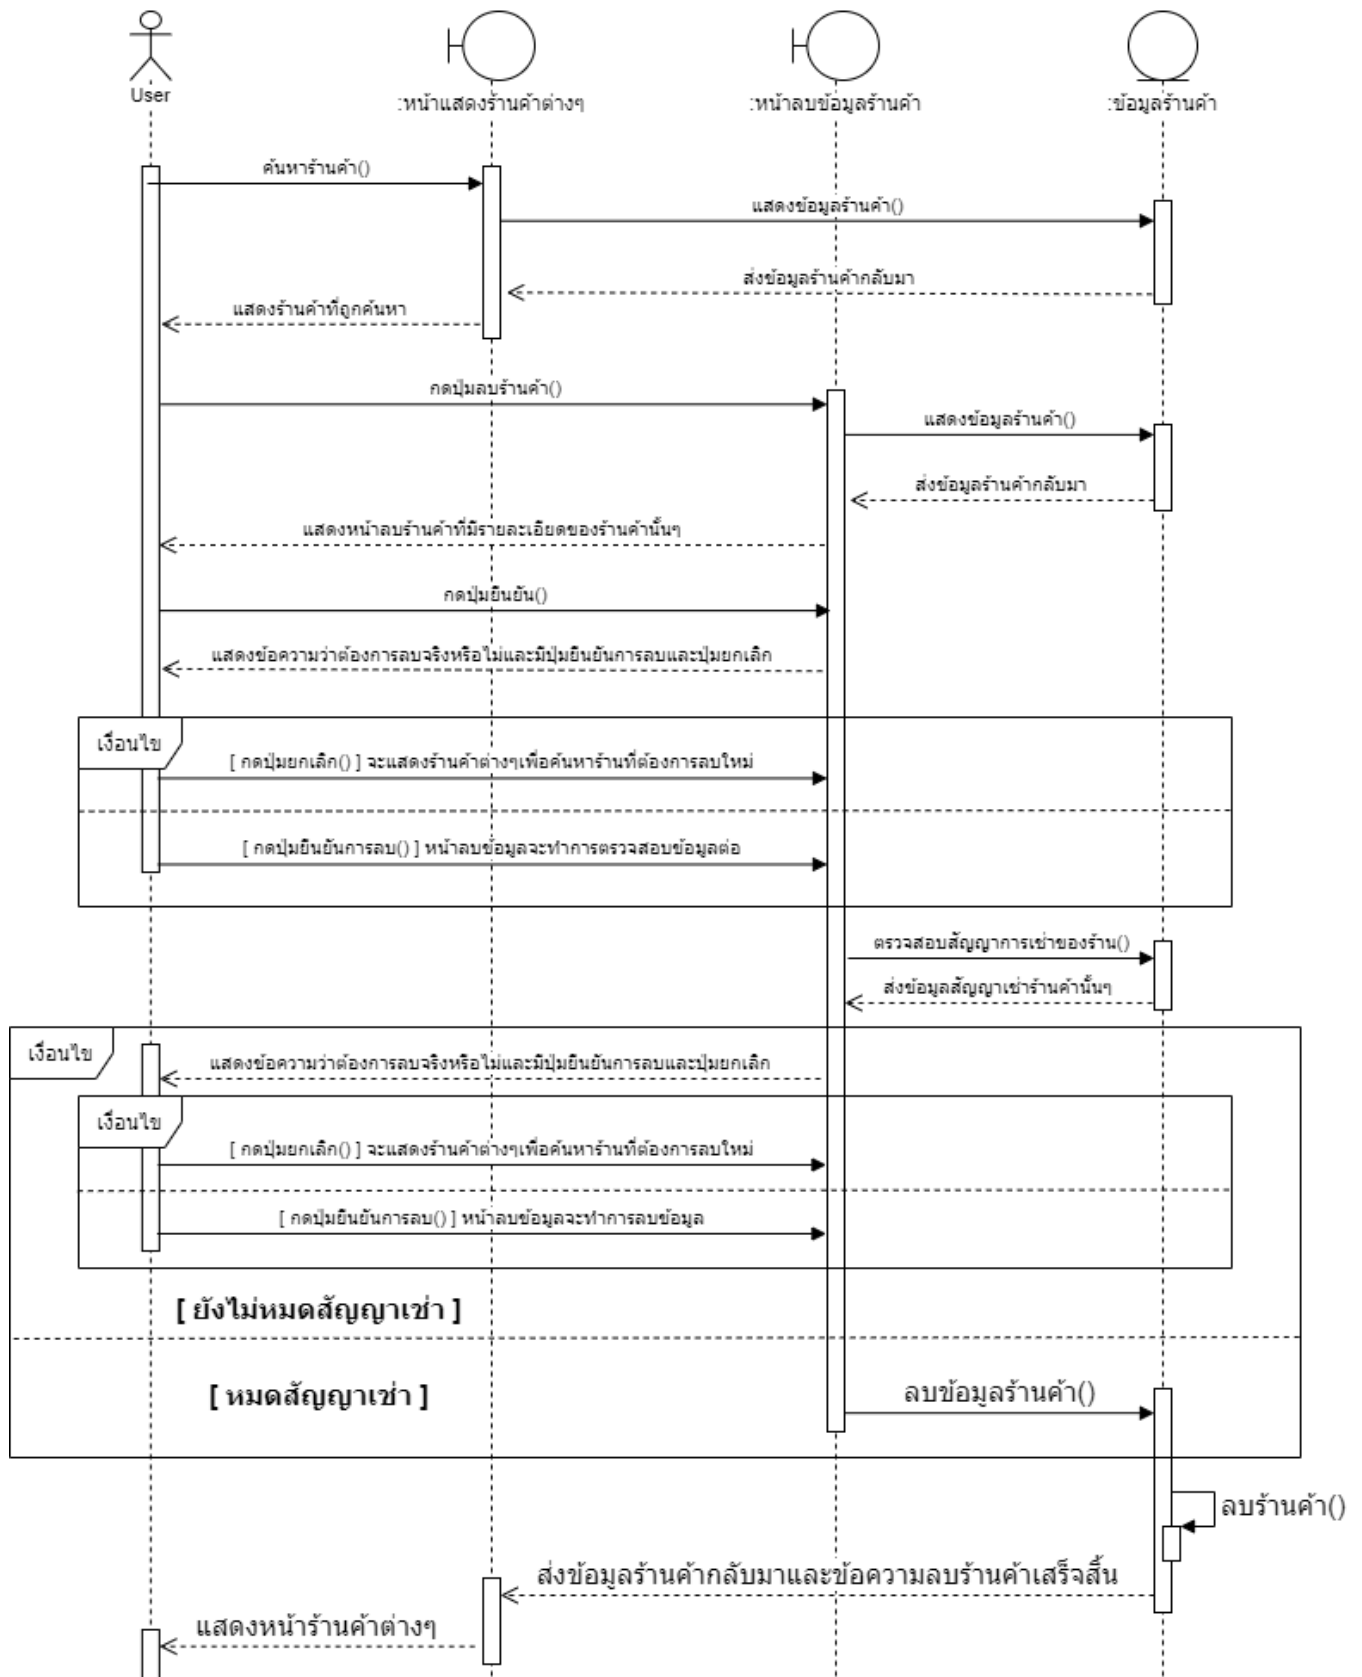 User
:หน้าแสดงร้านค้าต่างๆ
:หน้าลบข้อมูลร้านค้า
:ข้อมูลร้านค้า
ค้นหาร้านค้า()
แสดงข้อมูลร้านค้า()
ส่งข้อมูลร้านค้ากลับมา
แสดงร้านค้าที่ถูกค้นหา
กดปุ่มลบร้านค้า()
แสดงข้อมูลร้านค้า()
ส่งข้อมูลร้านค้ากลับมา
แสดงหน้าลบร้านค้าที่มีรายละเอียดของร้านค้านั้นๆ
กดปุ่มยืนยัน()
แสดงข้อความว่าต้องการลบจริงหรือไม่และมีปุ่มยืนยันการลบและปุ่มยกเลิก
เงื่อนไข
[ กดปุ่มยกเลิก() ] จะแสดงร้านค้าต่างๆเพื่อค้นหาร้านที่ต้องการลบใหม่
[ กดปุ่มยืนยันการลบ() ] หน้าลบข้อมูลจะทำการตรวจสอบข้อมูลต่อ
ตรวจสอบสัญญาการเช่าของร้าน()
ส่งข้อมูลสัญญาเช่าร้านค้านั้นๆ
เงื่อนไข
แสดงข้อความว่าต้องการลบจริงหรือไม่และมีปุ่มยืนยันการลบและปุ่มยกเลิก
เงื่อนไข
[ กดปุ่มยกเลิก() ] จะแสดงร้านค้าต่างๆเพื่อค้นหาร้านที่ต้องการลบใหม่
[ กดปุ่มยืนยันการลบ() ] หน้าลบข้อมูลจะทำการลบข้อมูล
[ ยังไม่หมดสัญญาเช่า ]
[ หมดสัญญาเช่า ]
ลบข้อมูลร้านค้า()
ลบร้านค้า()
ส่งข้อมูลร้านค้ากลับมาและข้อความลบร้านค้าเสร็จสิ้น
แสดงหน้าร้านค้าต่างๆ